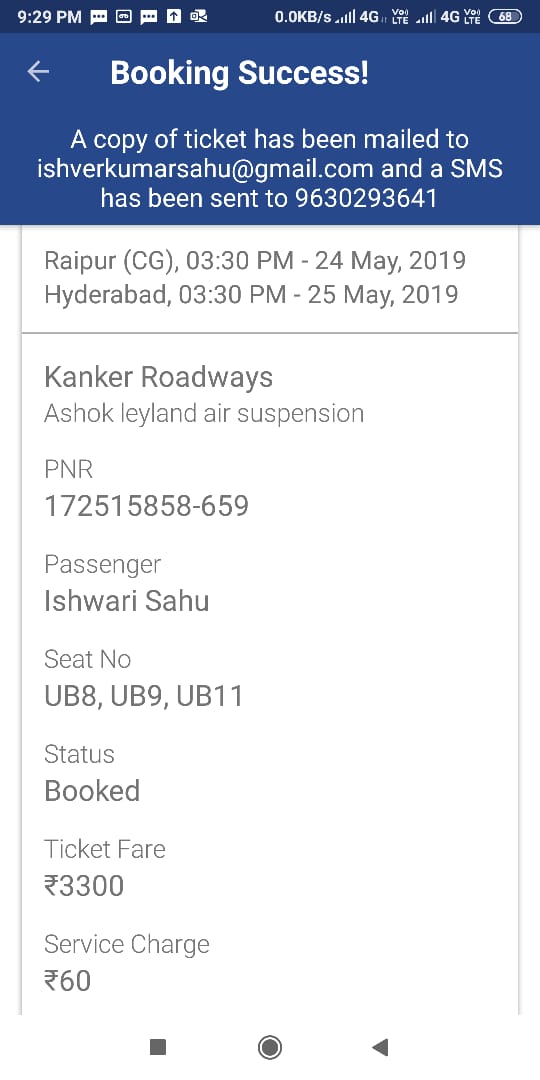 9:29 PM 0.0KB/s 4G Vo) LTE 4G Vo) LTE 68
Booking Success!
A copy of ticket has been mailed to
ishverkumarsahu@gmail.com and a SMS
has been sent to 9630293641
Raipur (CG), 03:30 PM - 24 May, 2019
Hyderabad, 03:30 PM - 25 May, 2019
Kanker Roadways
Ashok leyland air suspension
PNR
172515858-659
Passenger
Ishwari Sahu
Seat No
UB8, UB9, UB11
Status
Booked
Ticket Fare
₹3300
Service Charge
₹60